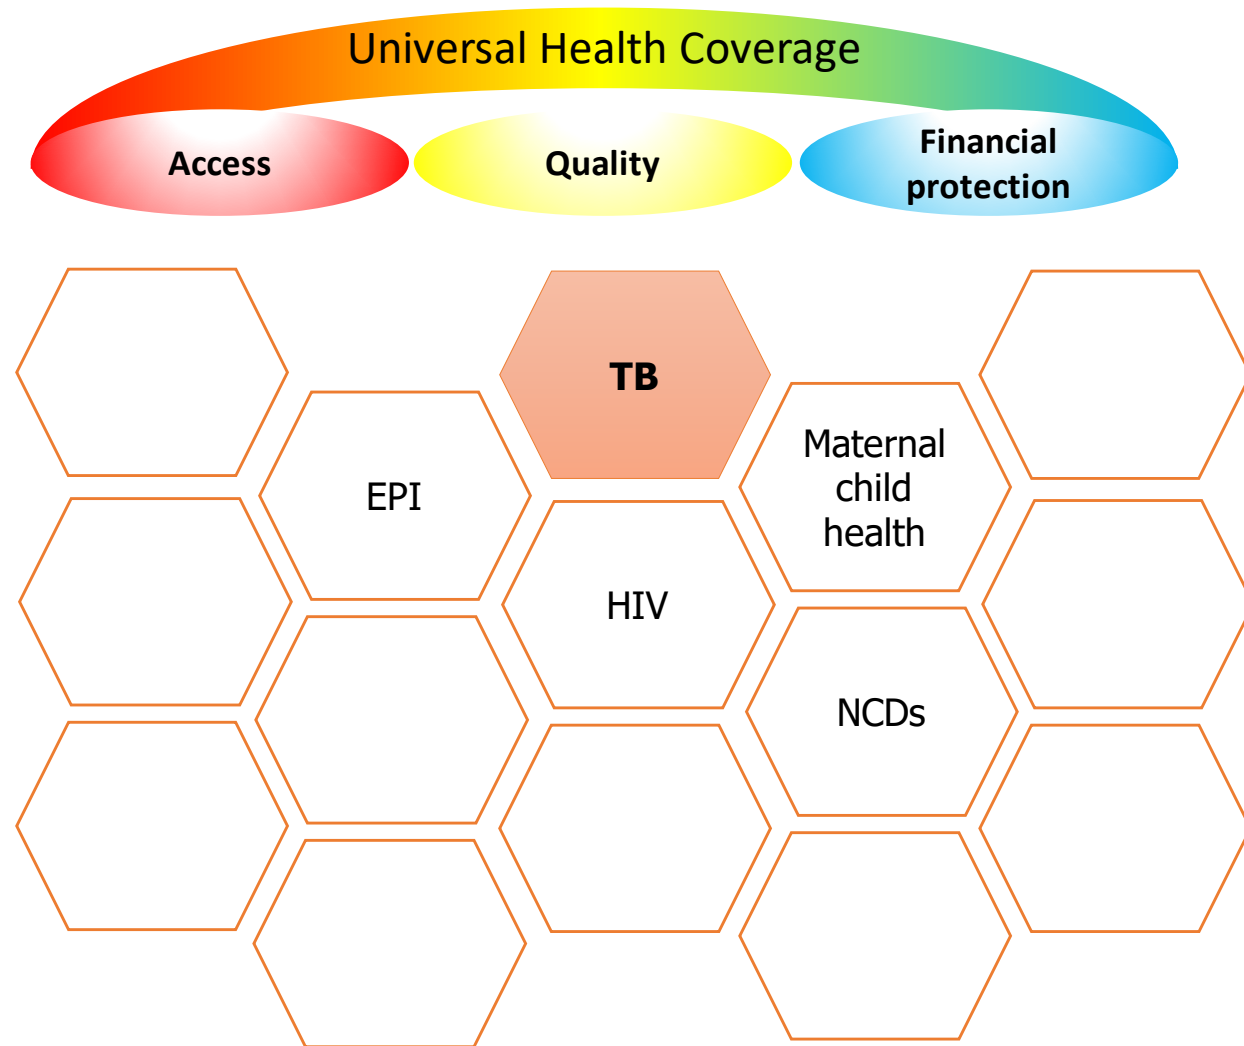 Universal Health Coverage
Access
Quality
Financial
protection
TB
EPI
Maternal
child
health
HIV
NCDs